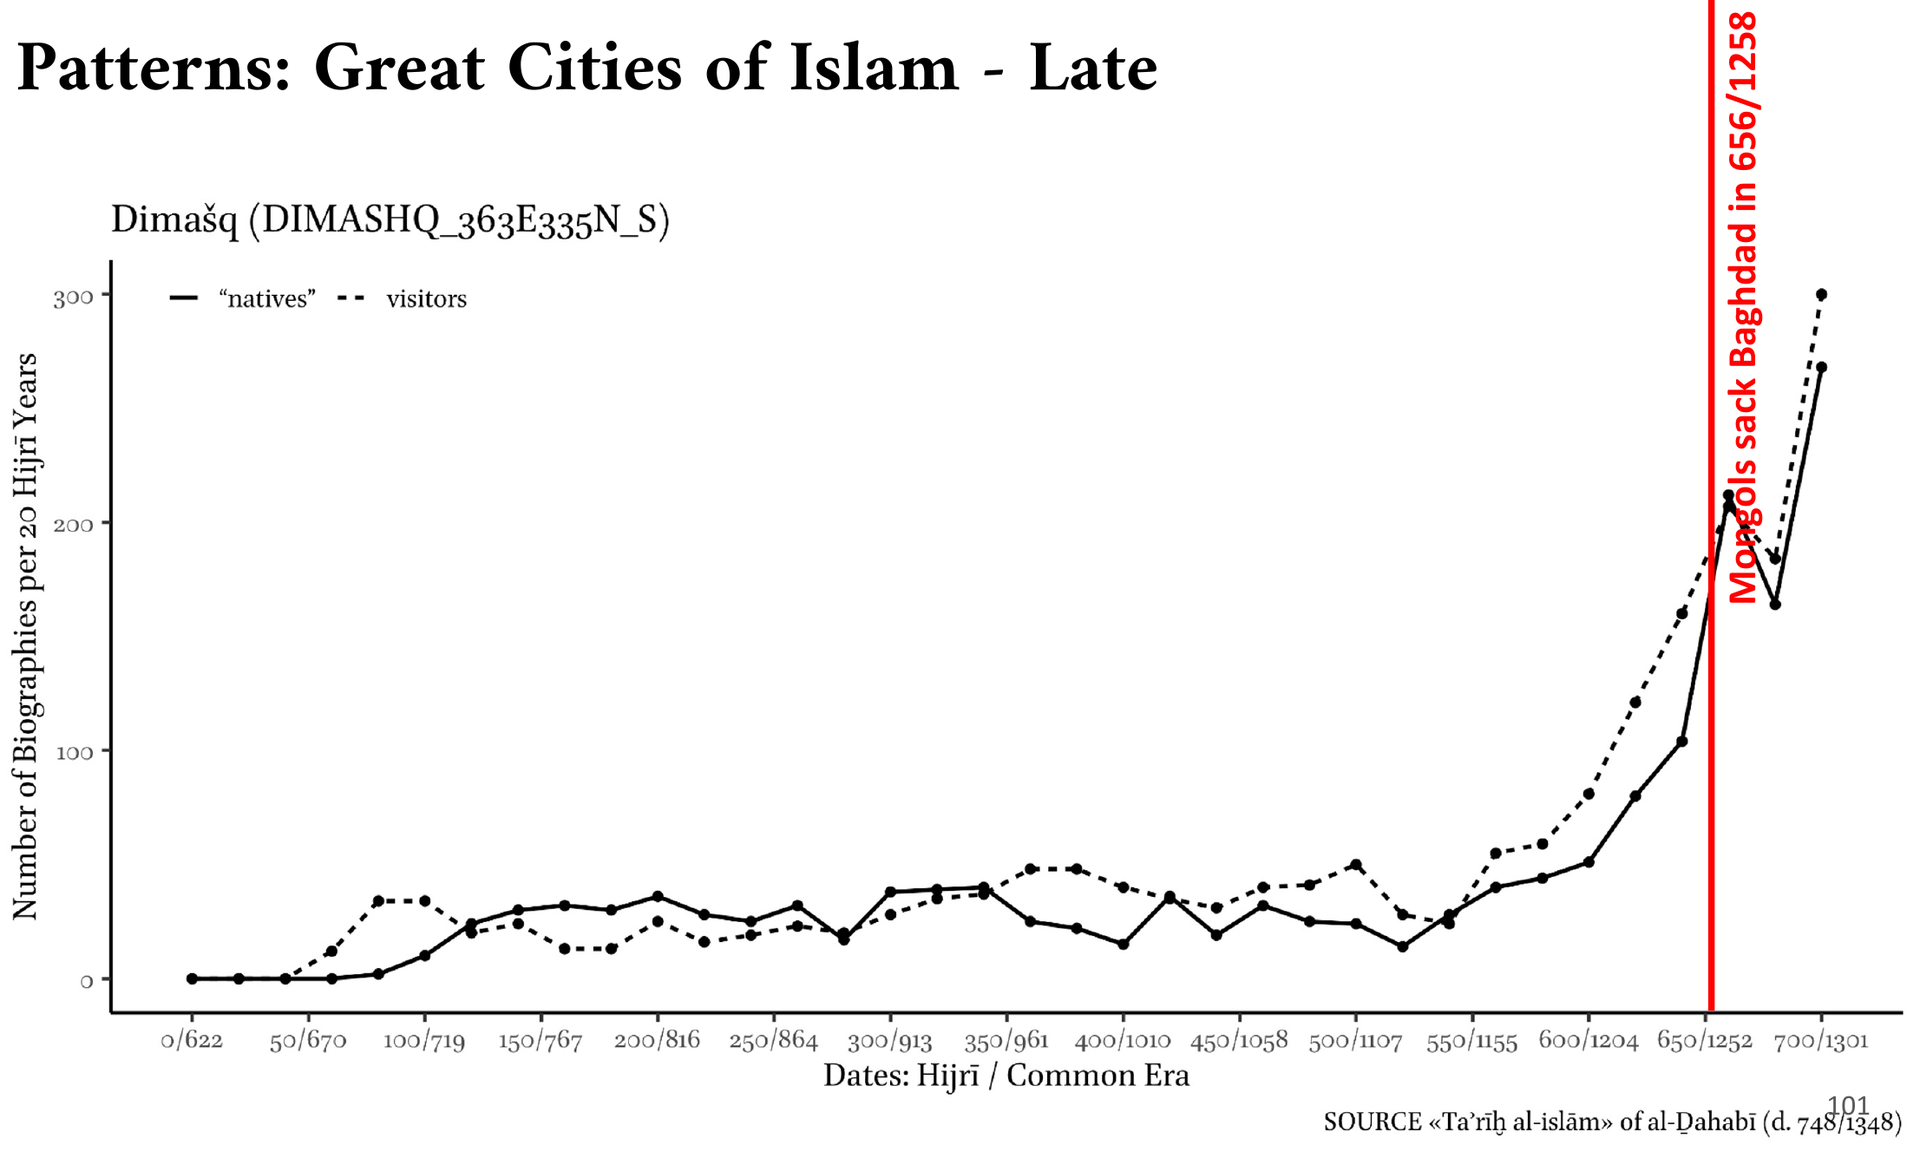 Patterns: Great Cities of Islam - Late
Mongols sack Baghdad in 656/1258
Dimašq (DIMASHQ_363E335N_S)
“natives” visitors
Number of Biographies per 20 Hijrī Years
300
200
100
0
0/622 50/670 100/719 150/767 200/816 250/864 300/913 350/961 400/1010 450/1058 500/1107 550/1155 600/1204 650/1252 700/1301
Dates: Hijrī / Common Era
101
SOURCE «Taʾrīḫ al-islām» of al-Ḏahabī (d. 748/1348)